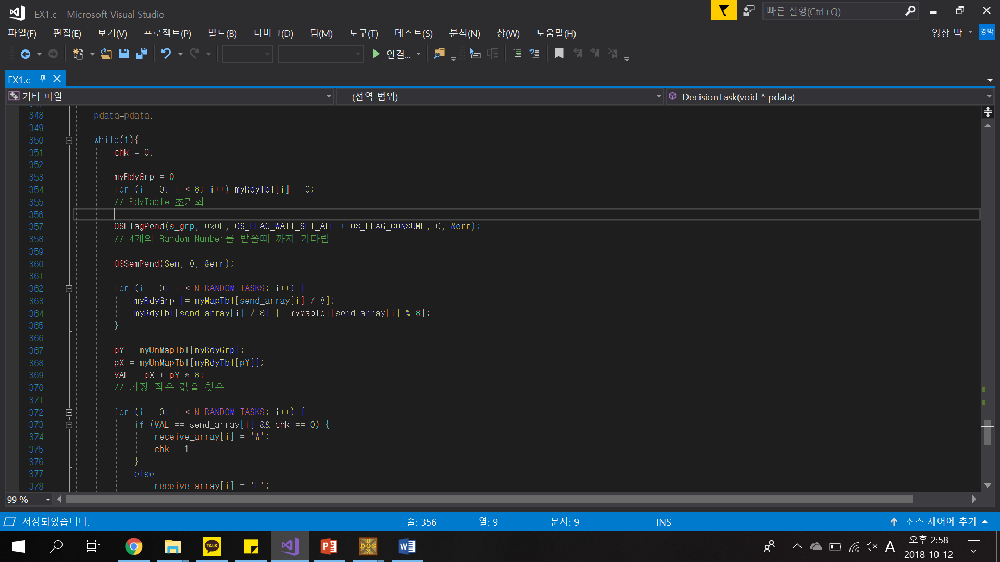 EX1.c - Microsoft Visual Studio
빠른 실행(Ctrl+Q)
파일(F) 편집(E) 보기(V) 프로젝트(P) 빌드(B) 디버그(D) 팀(M) 도구(T) 테스트(S) 분석(N) 창(W) 도움말(H)
영창 박
영박
연결...
EX1.c
기타 파일
(전역 범위)
DecisionTask(void * pdata)
348 pdata=pdata;
349
350 while(1){
351 chk = 0;
352
353 myRdyGrp = 0;
354 for (i = 0; i < 8; i++) myRdyTbl[i] = 0;
355 // RdyTable 초기화
356
357 OSFlagPend(s_grp, 0x0F, OS_FLAG_WAIT_SET_ALL + OS_FLAG_CONSUME, 0, &err);
358 // 4개의 Random Number를 받을때 까지 기다림
359
360 OSSemPend(Sem, 0, &err);
361
362 for (i = 0; i < N_RANDOM_TASKS; i++) {
363 myRdyGrp |= myMapTbl[send_array[i] / 8];
364 myRdyTbl[send_array[i] / 8] |= myMapTbl[send_array[i] % 8];
365 }
366
367 pY = myUnMapTbl[myRdyGrp];
368 pX = myUnMapTbl[myRdyTbl[pY]];
369 VAL = pX + pY * 8;
370 // 가장 작은 값을 찾음
371
372 for (i = 0; i < N_RANDOM_TASKS; i++) {
373 if (VAL == send_array[i] && chk == 0) {
374 receive_array[i] = 'W';
375 chk = 1;
376 }
377 else
378 receive_array[i] = 'L';
99 %
저장되었습니다.
줄: 356
열: 9
문자: 9
INS
소스 제어에 추가
TALK
DOS BOX
A
오후 2:58
2018-10-12